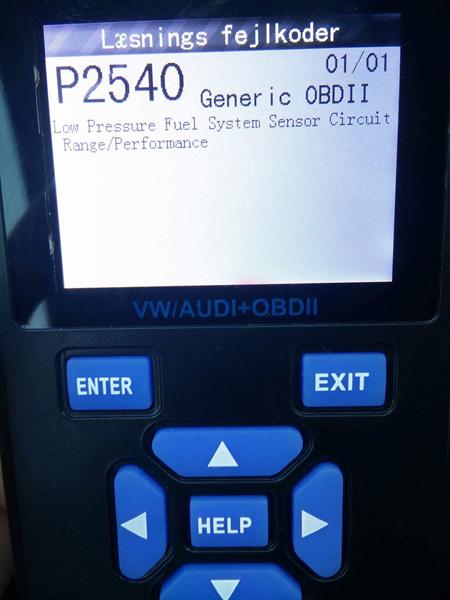 Læsnings fejlkoder
P2540 01/01
Generic OBDII
Low Pressure Fuel System Sensor Circuit
Range/Performance
VW/AUDI+OBDII
ENTER EXIT
HELP